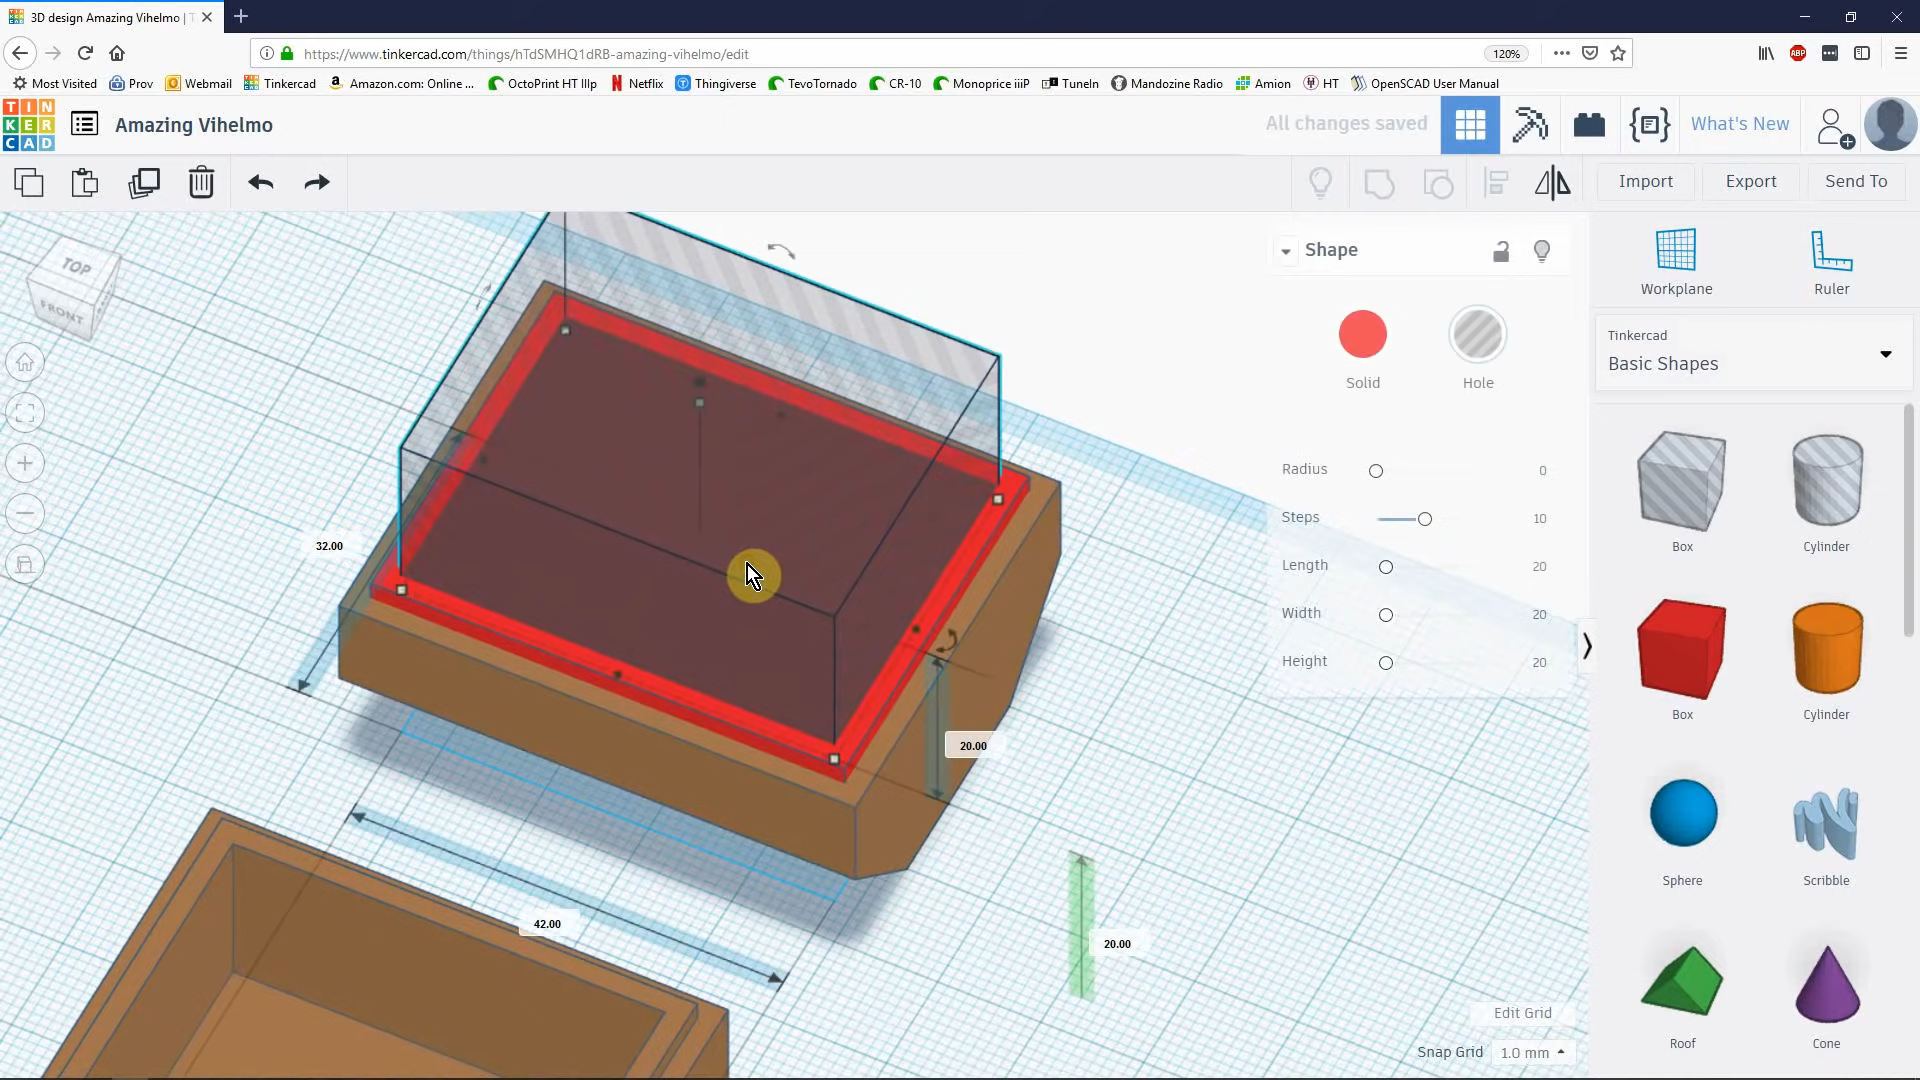 3D design Amazing Vihelmo | T
https://www.tinkercad.com/things/hTdSMHQ1dRB-amazing-vihelmo/edit
120%
ABP
Most Visited
Prov
Webmail
Tinkercad
Amazon.com: Online ...
OctoPrint HT IIIp
Netflix
Thingiverse
TevoTornado
CR-10
Monoprice iiiP
TuneIn
Mandozine Radio
Amion
HT
OpenSCAD User Manual
TIN
KER
CAD
Amazing Vihelmo
All changes saved
What's New
Import
Export
Send To
TOP
FRONT
Shape
Solid
Hole
Radius 0
Steps 10
Length 20
Width 20
Height 20
Workplane
Ruler
Tinkercad
Basic Shapes
Box
Cylinder
Box
Cylinder
Sphere
Scribble
Roof
Cone
32.00
20.00
42.00
20.00
Edit Grid
Snap Grid 1.0 mm